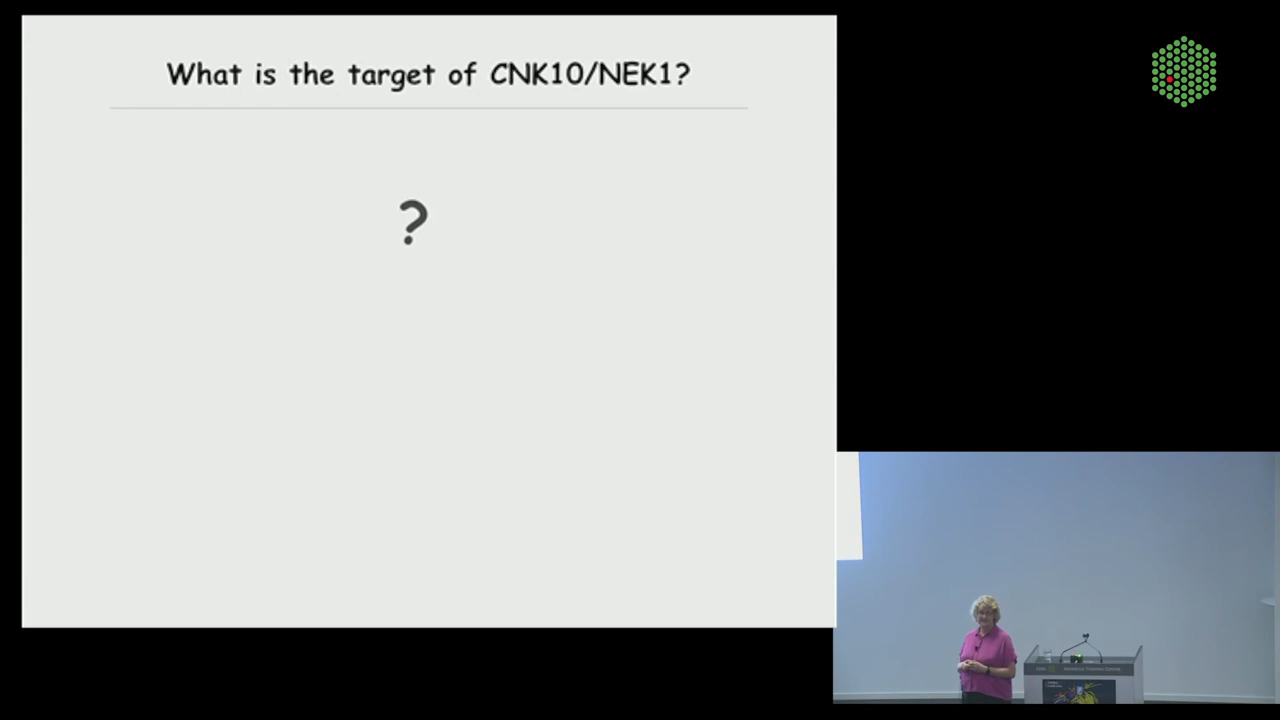 What is the target of CNK10/NEK1?
?